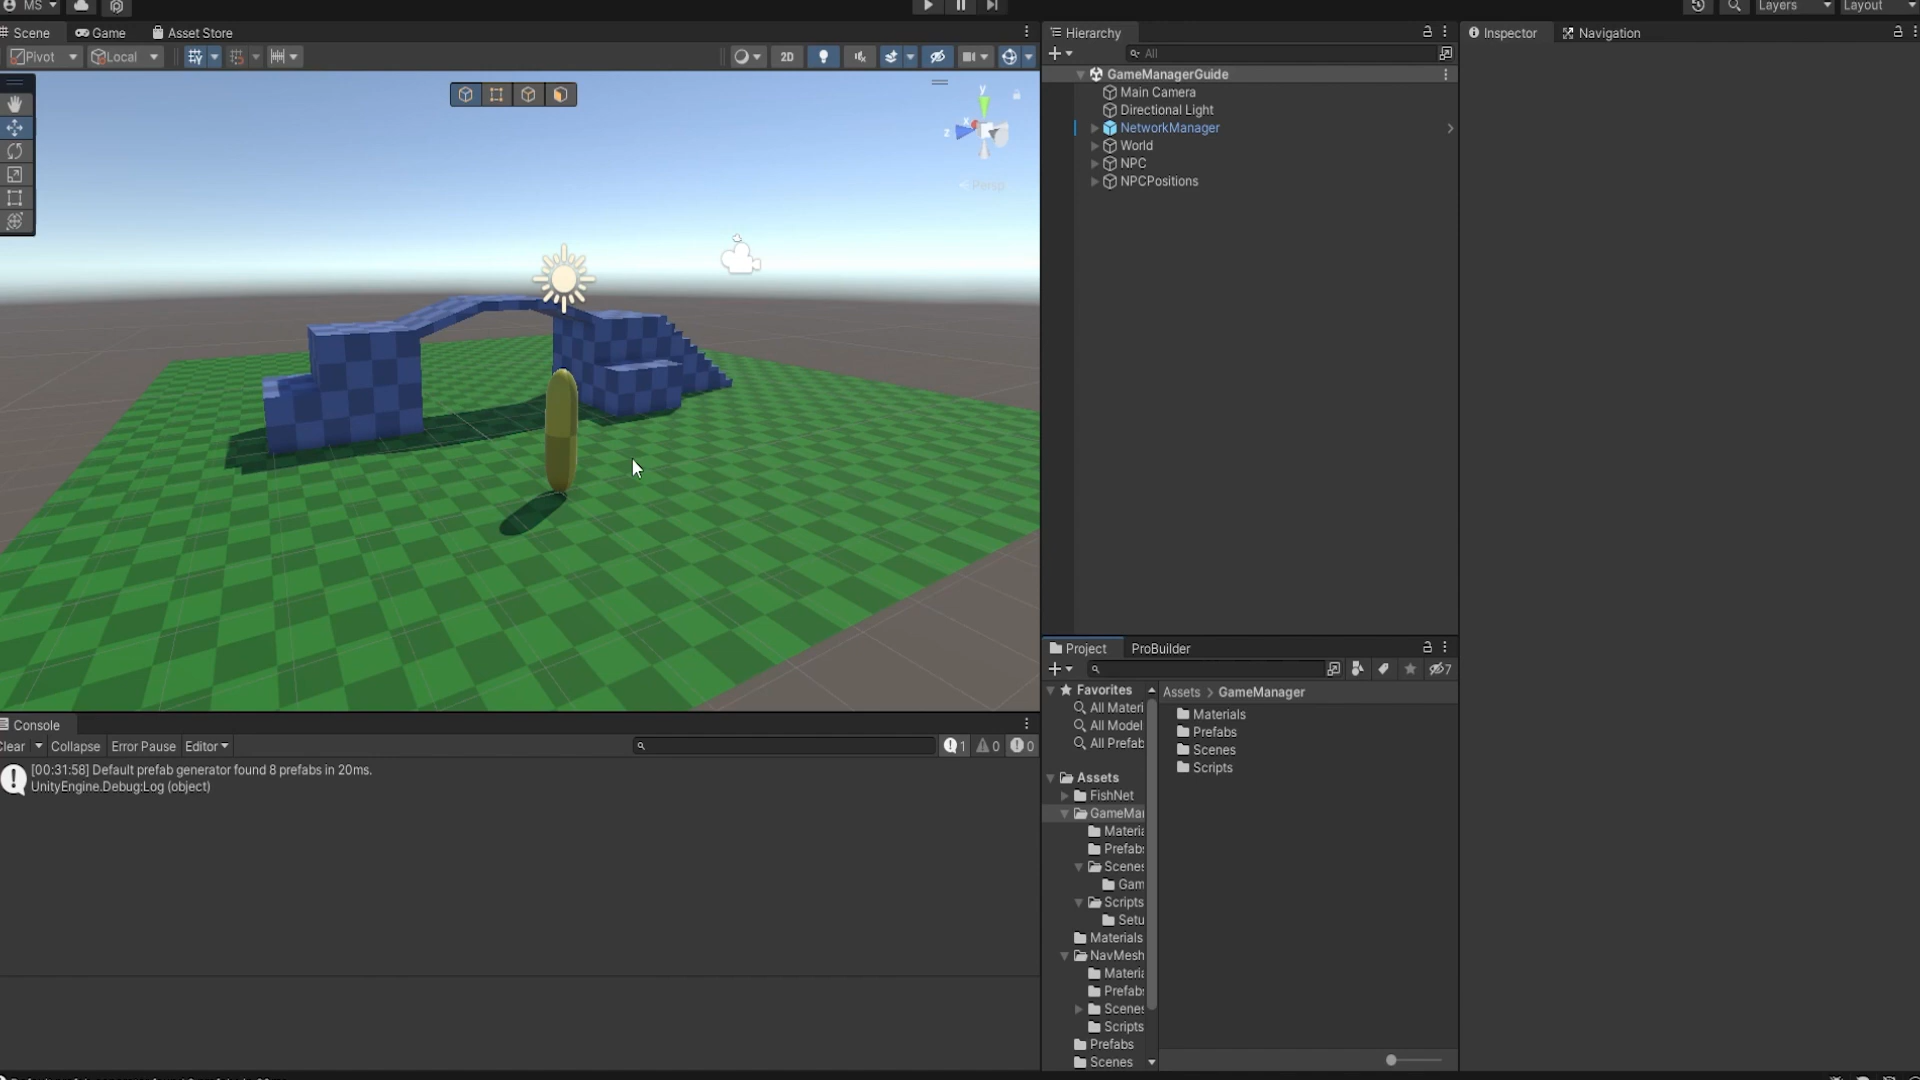 MS
Layers
Layout
Scene
Game
Asset Store
Pivot
Local
2D
y
x
z
Persp
Hierarchy
All
GameManagerGuide
Main Camera
Directional Light
NetworkManager
World
NPC
NPCPositions
Inspector
Navigation
Console
Clear
Collapse
Error Pause
Editor
1
0
0
[00:31:58] Default prefab generator found 8 prefabs in 20ms.
UnityEngine.Debug:Log (object)
Project
ProBuilder
7
Favorites
All Materi
All Model
All Prefab
Assets
FishNet
GameMar
Materia
Prefabs
Scenes
Gam
Scripts
Setu
Materials
NavMesh
Materia
Prefabs
Scenes
Scripts
Prefabs
Scenes
Assets > GameManager
Materials
Prefabs
Scenes
Scripts